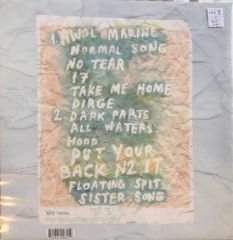 1. AWOL MARINE
NORMAL SONG
NO TEAR
17
TAKE ME HOME
DIRGE
2. DARK PARTS
ALL WATERS
HOOD
PUT YOUR
BACK N2 IT
FLOATING SPIT
SISTER SONG